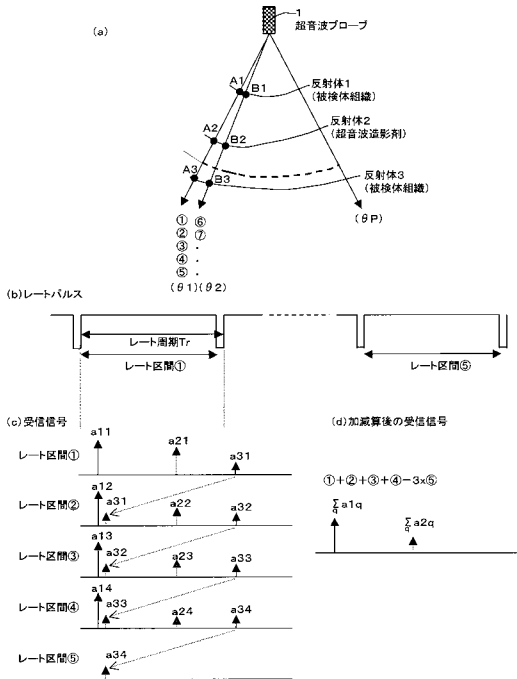 (a)
1
超音波プローブ
A1
B1
反射体1
(被検体組織)
A2
B2
反射体2
(超音波造影剤)
A3
B3
反射体3
(被検体組織)
① ⑥
② ⑦
③ ・
④ ・
⑤ ・
(θ1)(θ2)
(θP)
(b)レートパルス
レート周期Tr
レート区間①
レート区間⑤
(c)受信信号
(d)加減算後の受信信号
レート区間①
a11
a21
a31
レート区間②
a12
a31
a22
a32
レート区間③
a13
a32
a23
a33
レート区間④
a14
a33
a24
a34
レート区間⑤
a34
①+②+③+④-3x⑤
Σq a1q
Σq a2q